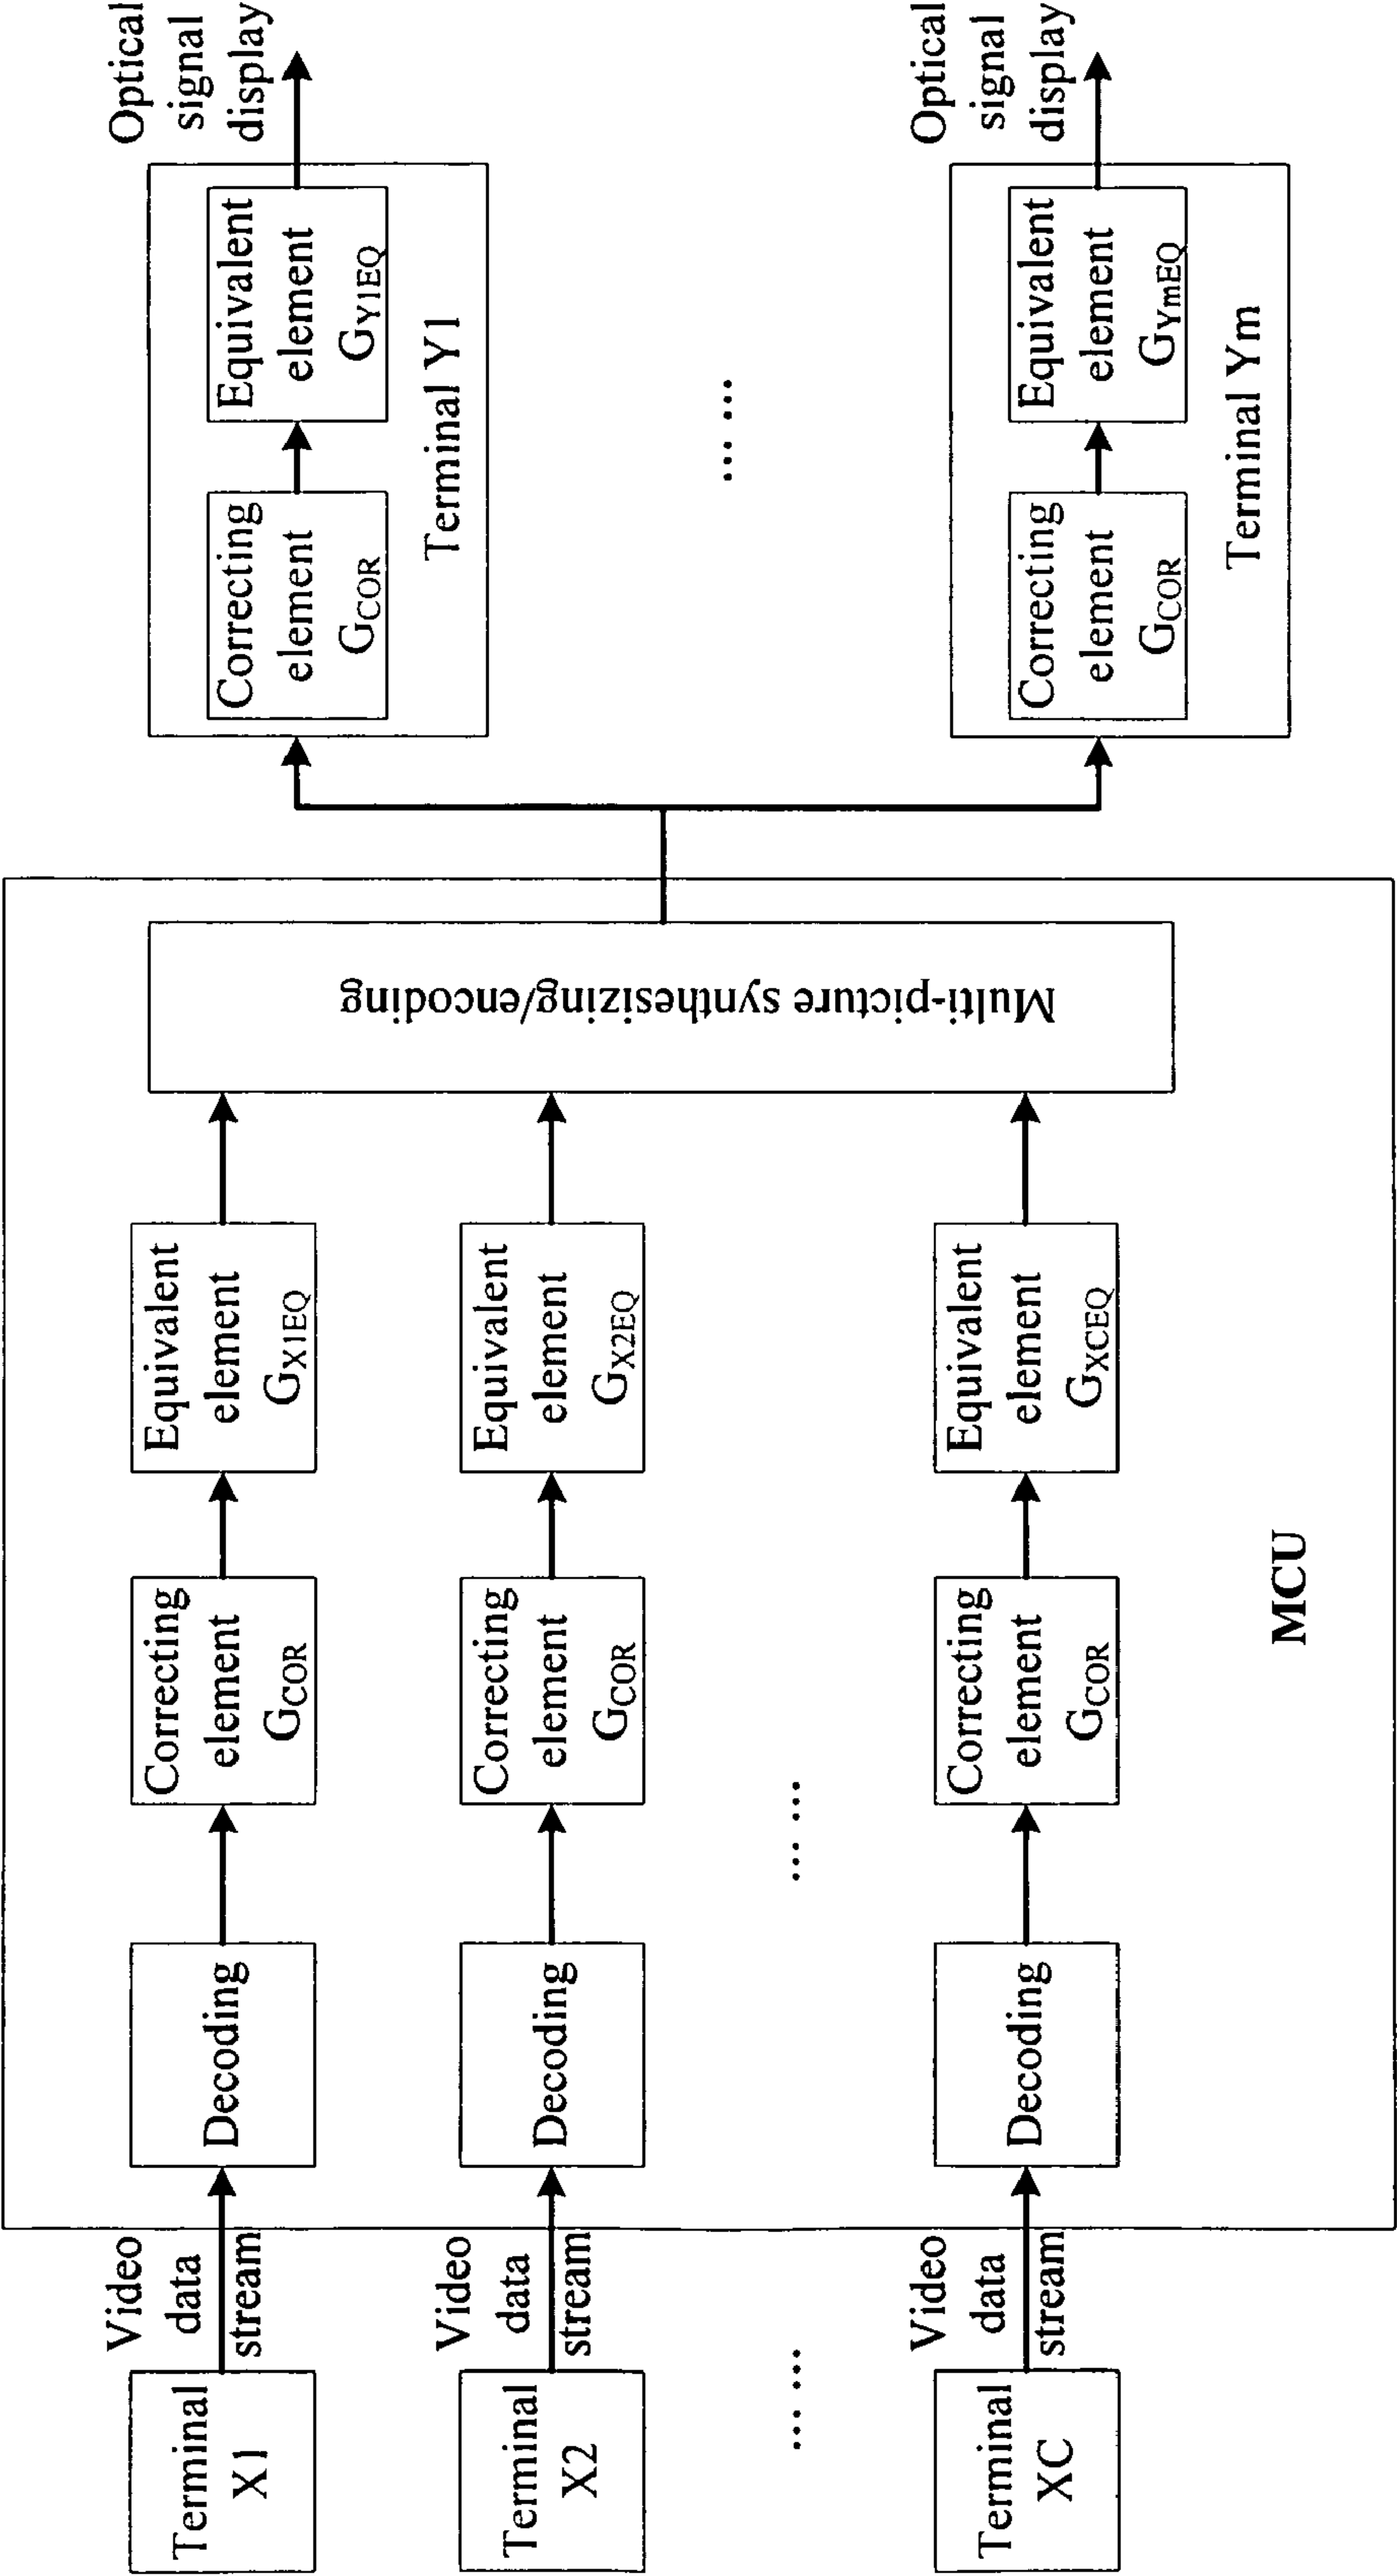 Terminal
X1
Video
data
stream
Decoding
Correcting
element
GCOR
Equivalent
element
GX1EQ
Terminal
X2
Video
data
stream
Decoding
Correcting
element
GCOR
Equivalent
element
GX2EQ
... ...
... ...
Terminal
XC
Video
data
stream
Decoding
Correcting
element
GCOR
Equivalent
element
GXCEQ
MCU
Multi-picture synthesizing/encoding
Correcting
element
GCOR
Equivalent
element
GY1EQ
Terminal Y1
Optical
signal
display
... ...
Correcting
element
GCOR
Equivalent
element
GYmEQ
Terminal Ym
Optical
signal
display